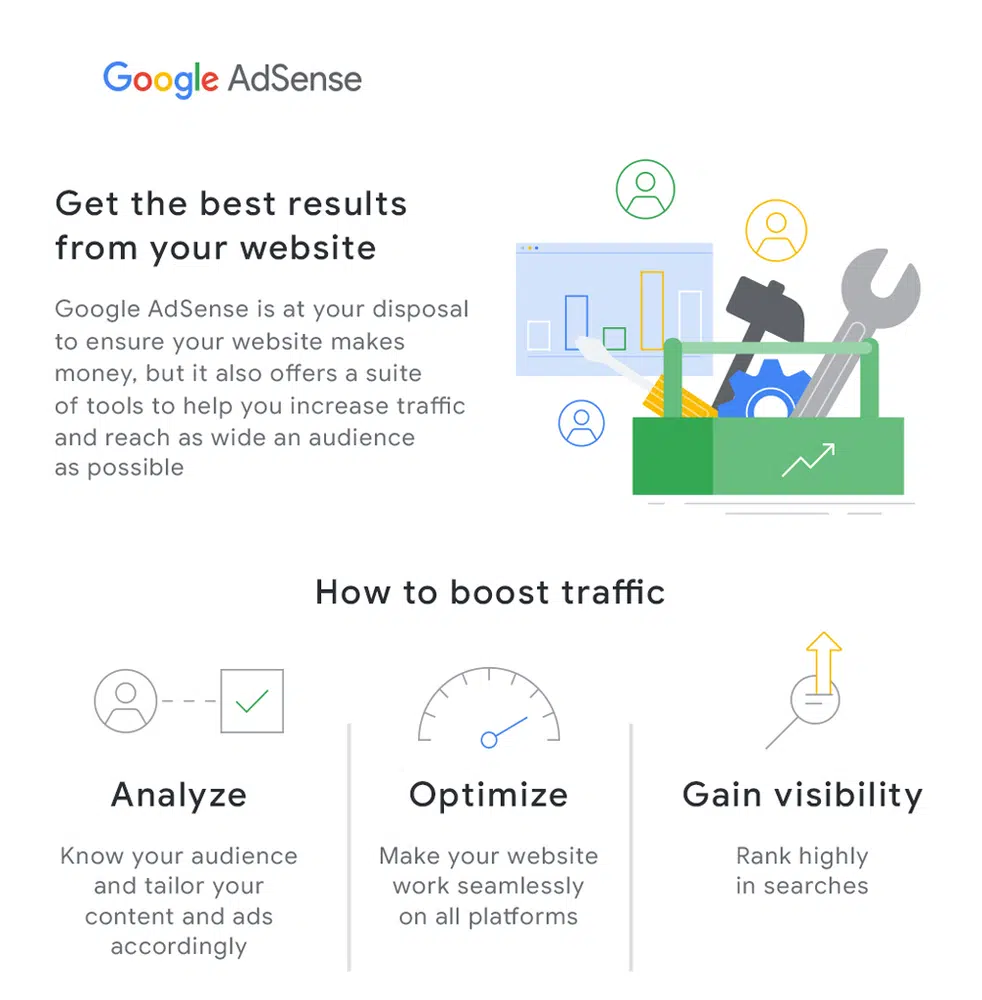 Google AdSense
Get the best results
from your website
Google AdSense is at your disposal
to ensure your website makes
money, but it also offers a suite
of tools to help you increase traffic
and reach as wide an audience
as possible
How to boost traffic
Analyze
Know your audience
and tailor your
content and ads
accordingly
Optimize
Make your website
work seamlessly
on all platforms
Gain visibility
Rank highly
in searches